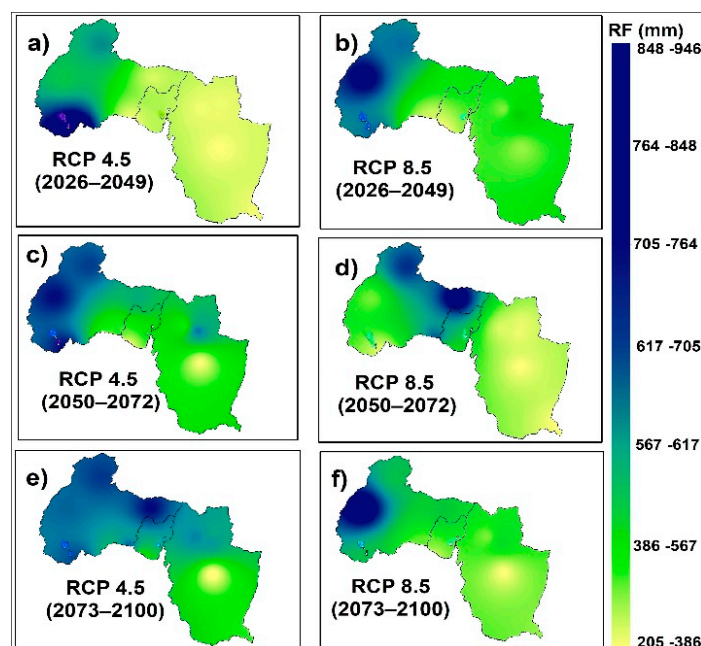 a)
RCP 4.5
(2026–2049)
b)
RCP 8.5
(2026–2049)
c)
RCP 4.5
(2050–2072)
d)
RCP 8.5
(2050–2072)
e)
RCP 4.5
(2073–2100)
f)
RCP 8.5
(2073–2100)
RF (mm)
848 -946
764 -848
705 -764
617 -705
567 -617
386 -567
205 -386